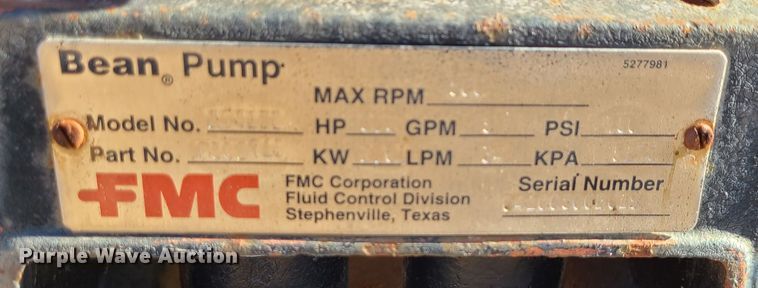 Bean® Pump
5277981
MAX RPM
Model No. HP GPM PSI
Part No. KW LPM KPA
FMC FMC Corporation Serial Number
Fluid Control Division
Stephenville, Texas
Purple Wave Auction